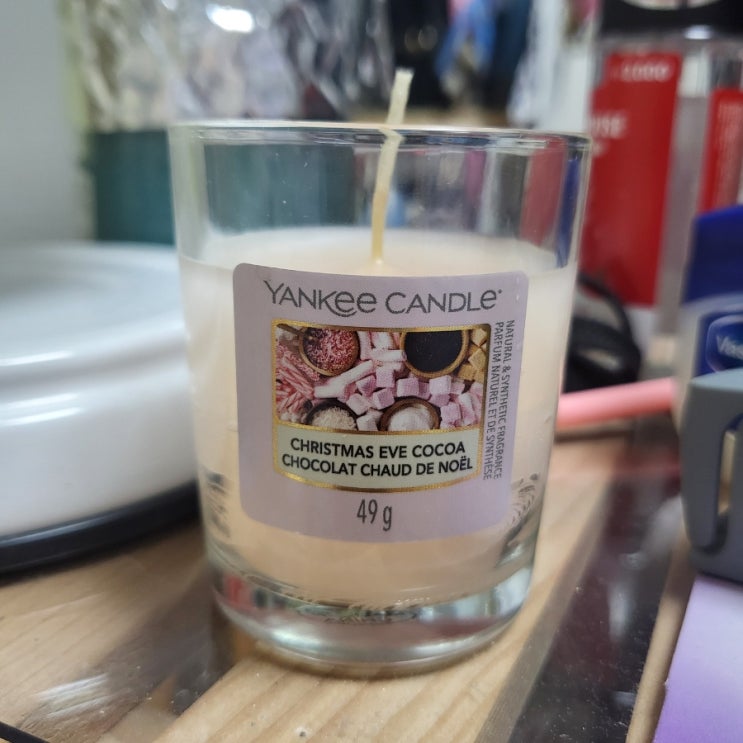 YANKEE CANDLE®
CHRISTMAS EVE COCOA
CHOCOLAT CHAUD DE NOËL
49 g
NATURAL & SYNTHETIC FRAGRANCE
PARFUM NATUREL ET DE SYNTHÈSE